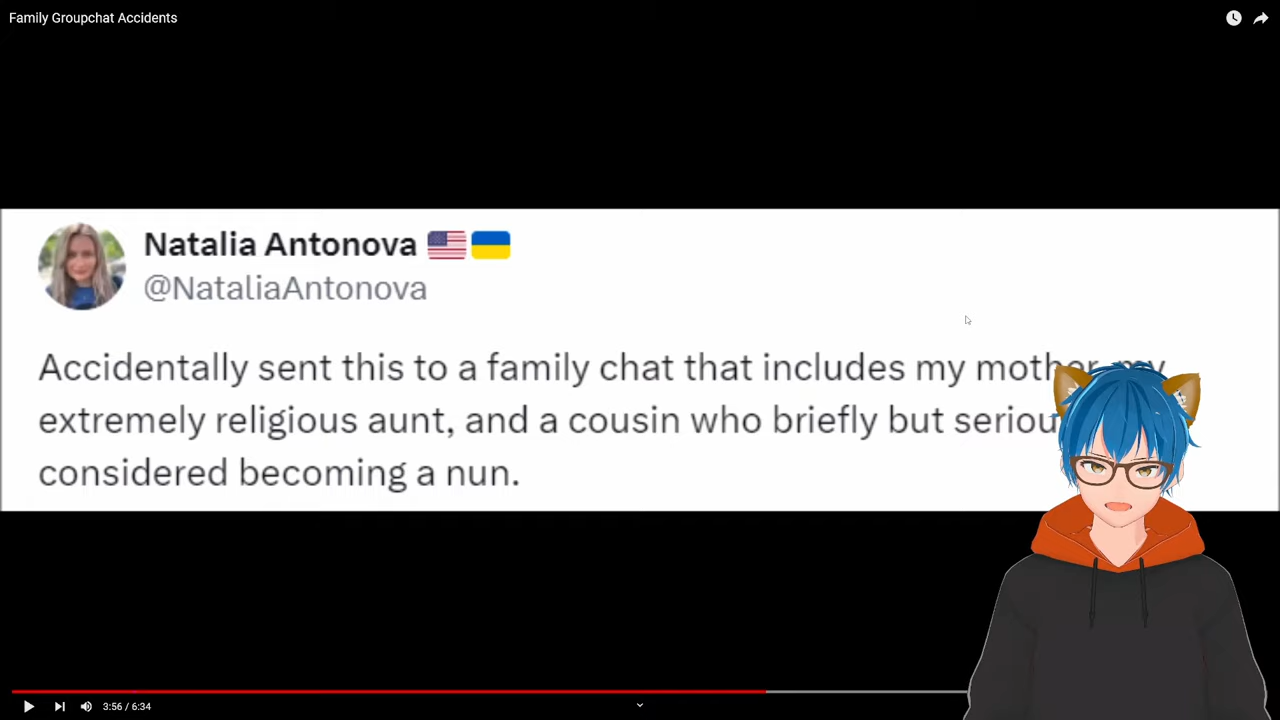 Family Groupchat Accidents
Natalia Antonova
@NataliaAntonova
Accidentally sent this to a family chat that includes my mother, my
extremely religious aunt, and a cousin who briefly but
considered becoming a nun.
3:56 / 6:34